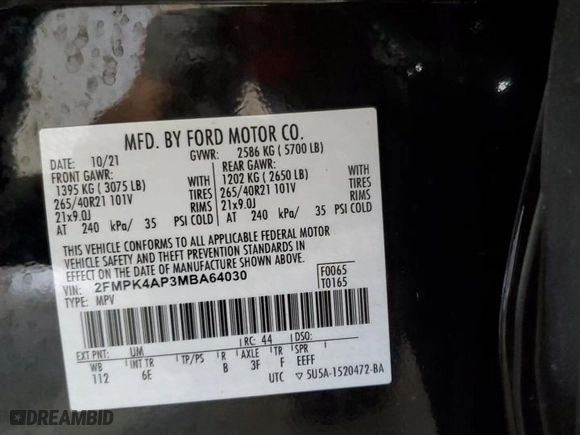 MFD. BY FORD MOTOR CO.
DATE: 10/21 GVWR: 2586 KG ( 5700 LB)
FRONT GAWR: REAR GAWR:
1395 KG ( 3075 LB) WITH 1202 KG ( 2650 LB) WITH
265/40R21 101V TIRES 265/40R21 101V TIRES
21x9.0J RIMS 21x9.0J RIMS
AT 240 kPa/ 35 PSI COLD AT 240 kPa/ 35 PSI COLD
THIS VEHICLE CONFORMS TO ALL APPLICABLE FEDERAL MOTOR
VEHICLE SAFETY AND THEFT PREVENTION STANDARDS IN
EFFECT ON THE DATE OF MANUFACTURE SHOWN ABOVE.
VIN: 2FMPK4AP3MBA64030 F0065
TYPE: MPV T0165
EXT PNT: UM RC: 44 DSO:
WB INT TR TP/PS R AXLE TR SPR
112 6E B 3F F EEFF
UTC 5U5A-1520472-BA
DREAMBID